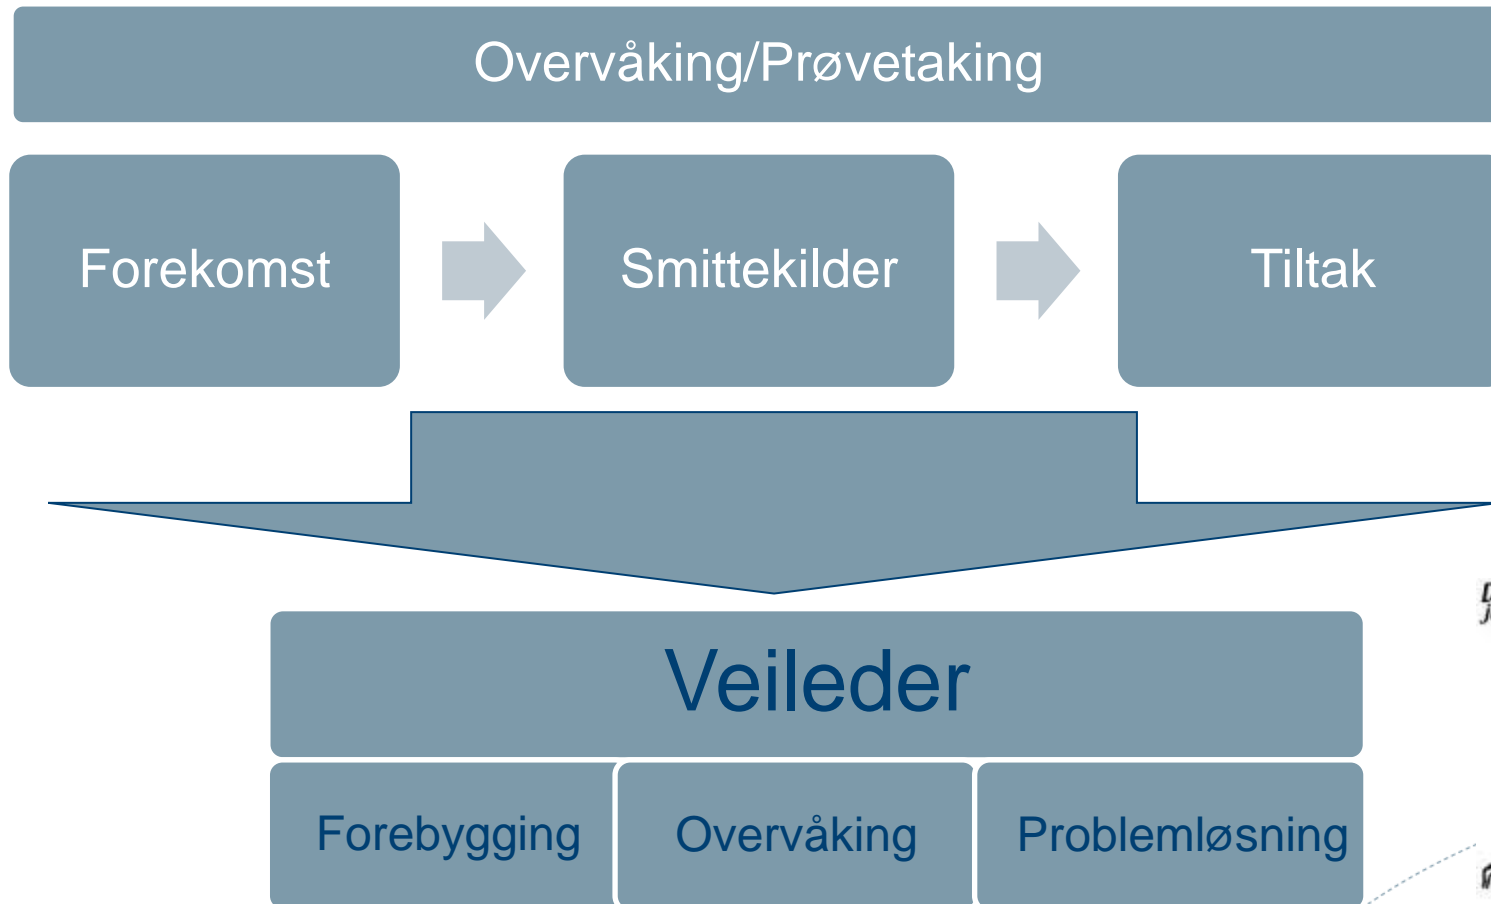 Overvåking/Prøvetaking
Forekomst
Smittekilder
Tiltak
Veileder
Forebygging
Overvåking
Problemløsning